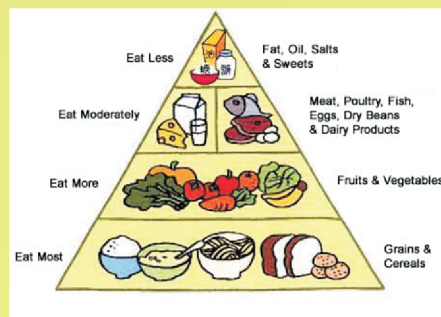 Eat Less
Fat, Oil, Salts
& Sweets
Eat Moderately
Meat, Poultry, Fish,
Eggs, Dry Beans
& Dairy Products
Eat More
Fruits & Vegetables
Eat Most
Grains &
Cereals